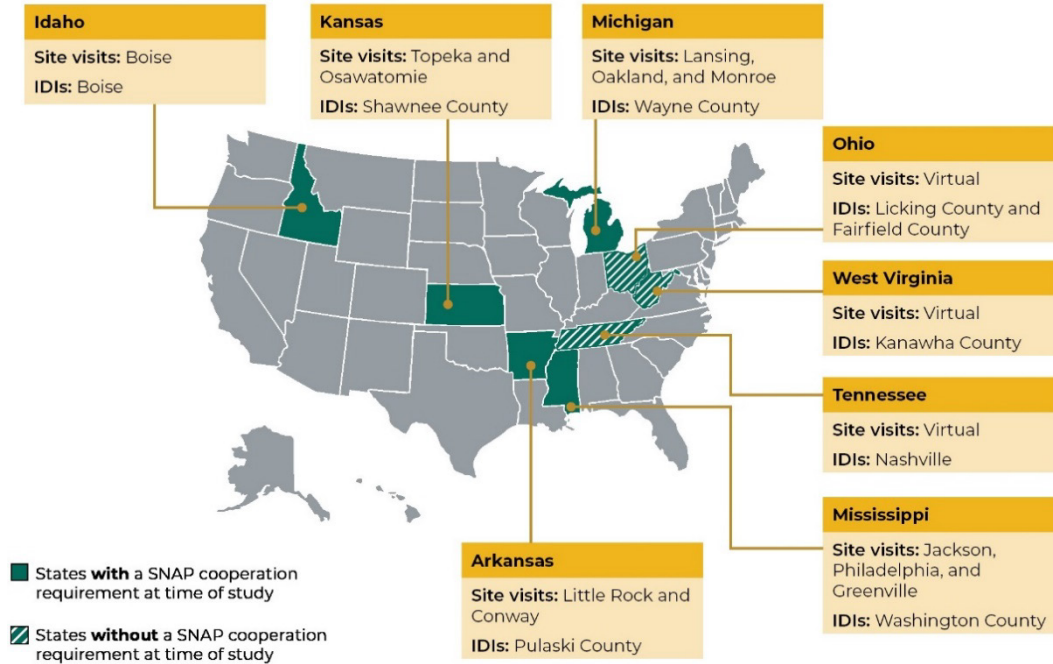 Idaho
Site visits: Boise
IDIs: Boise
Kansas
Site visits: Topeka and
Osawatomie
IDIs: Shawnee County
Michigan
Site visits: Lansing,
Oakland, and Monroe
IDIs: Wayne County
Ohio
Site visits: Virtual
IDIs: Licking County and
Fairfield County
West Virginia
Site visits: Virtual
IDIs: Kanawha County
Tennessee
Site visits: Virtual
IDIs: Nashville
Mississippi
Site visits: Jackson,
Philadelphia, and
Greenville
IDIs: Washington County
Arkansas
Site visits: Little Rock and
Conway
IDIs: Pulaski County
States with a SNAP cooperation
requirement at time of study
States without a SNAP cooperation
requirement at time of study